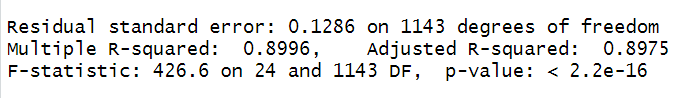 Residual standard error: 0.1286 on 1143 degrees of freedom
Multiple R-squared:  0.8996,    Adjusted R-squared:  0.8975
F-statistic: 426.6 on 24 and 1143 DF,  p-value: < 2.2e-16